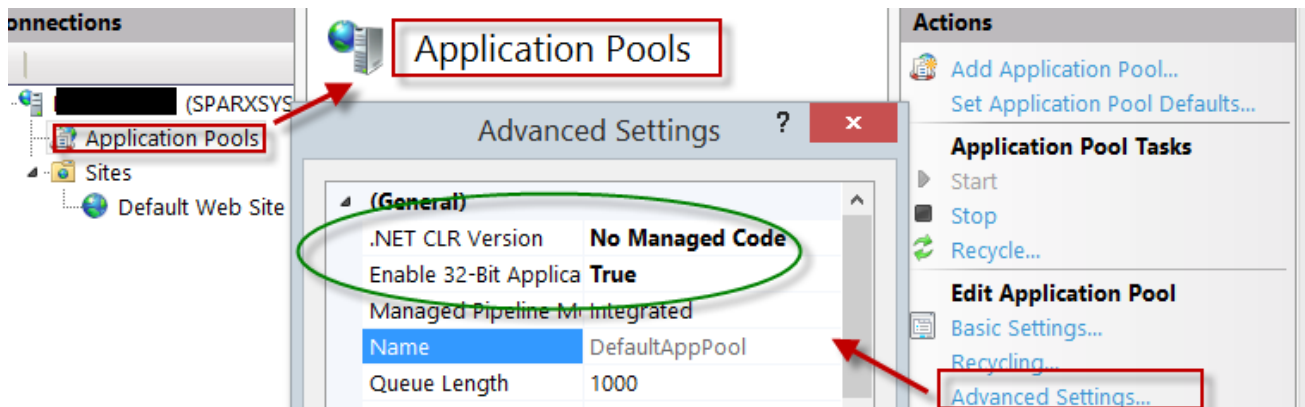 onnections
(SPARXSYS
Application Pools
Sites
Default Web Site
Application Pools
Advanced Settings
?
x
(General)
.NET CLR Version No Managed Code
Enable 32-Bit Applica True
Managed Pipeline M Integrated
Name DefaultAppPool
Queue Length 1000
Actions
Add Application Pool...
Set Application Pool Defaults...
Application Pool Tasks
Start
Stop
Recycle...
Edit Application Pool
Basic Settings...
Recycling...
Advanced Settings...